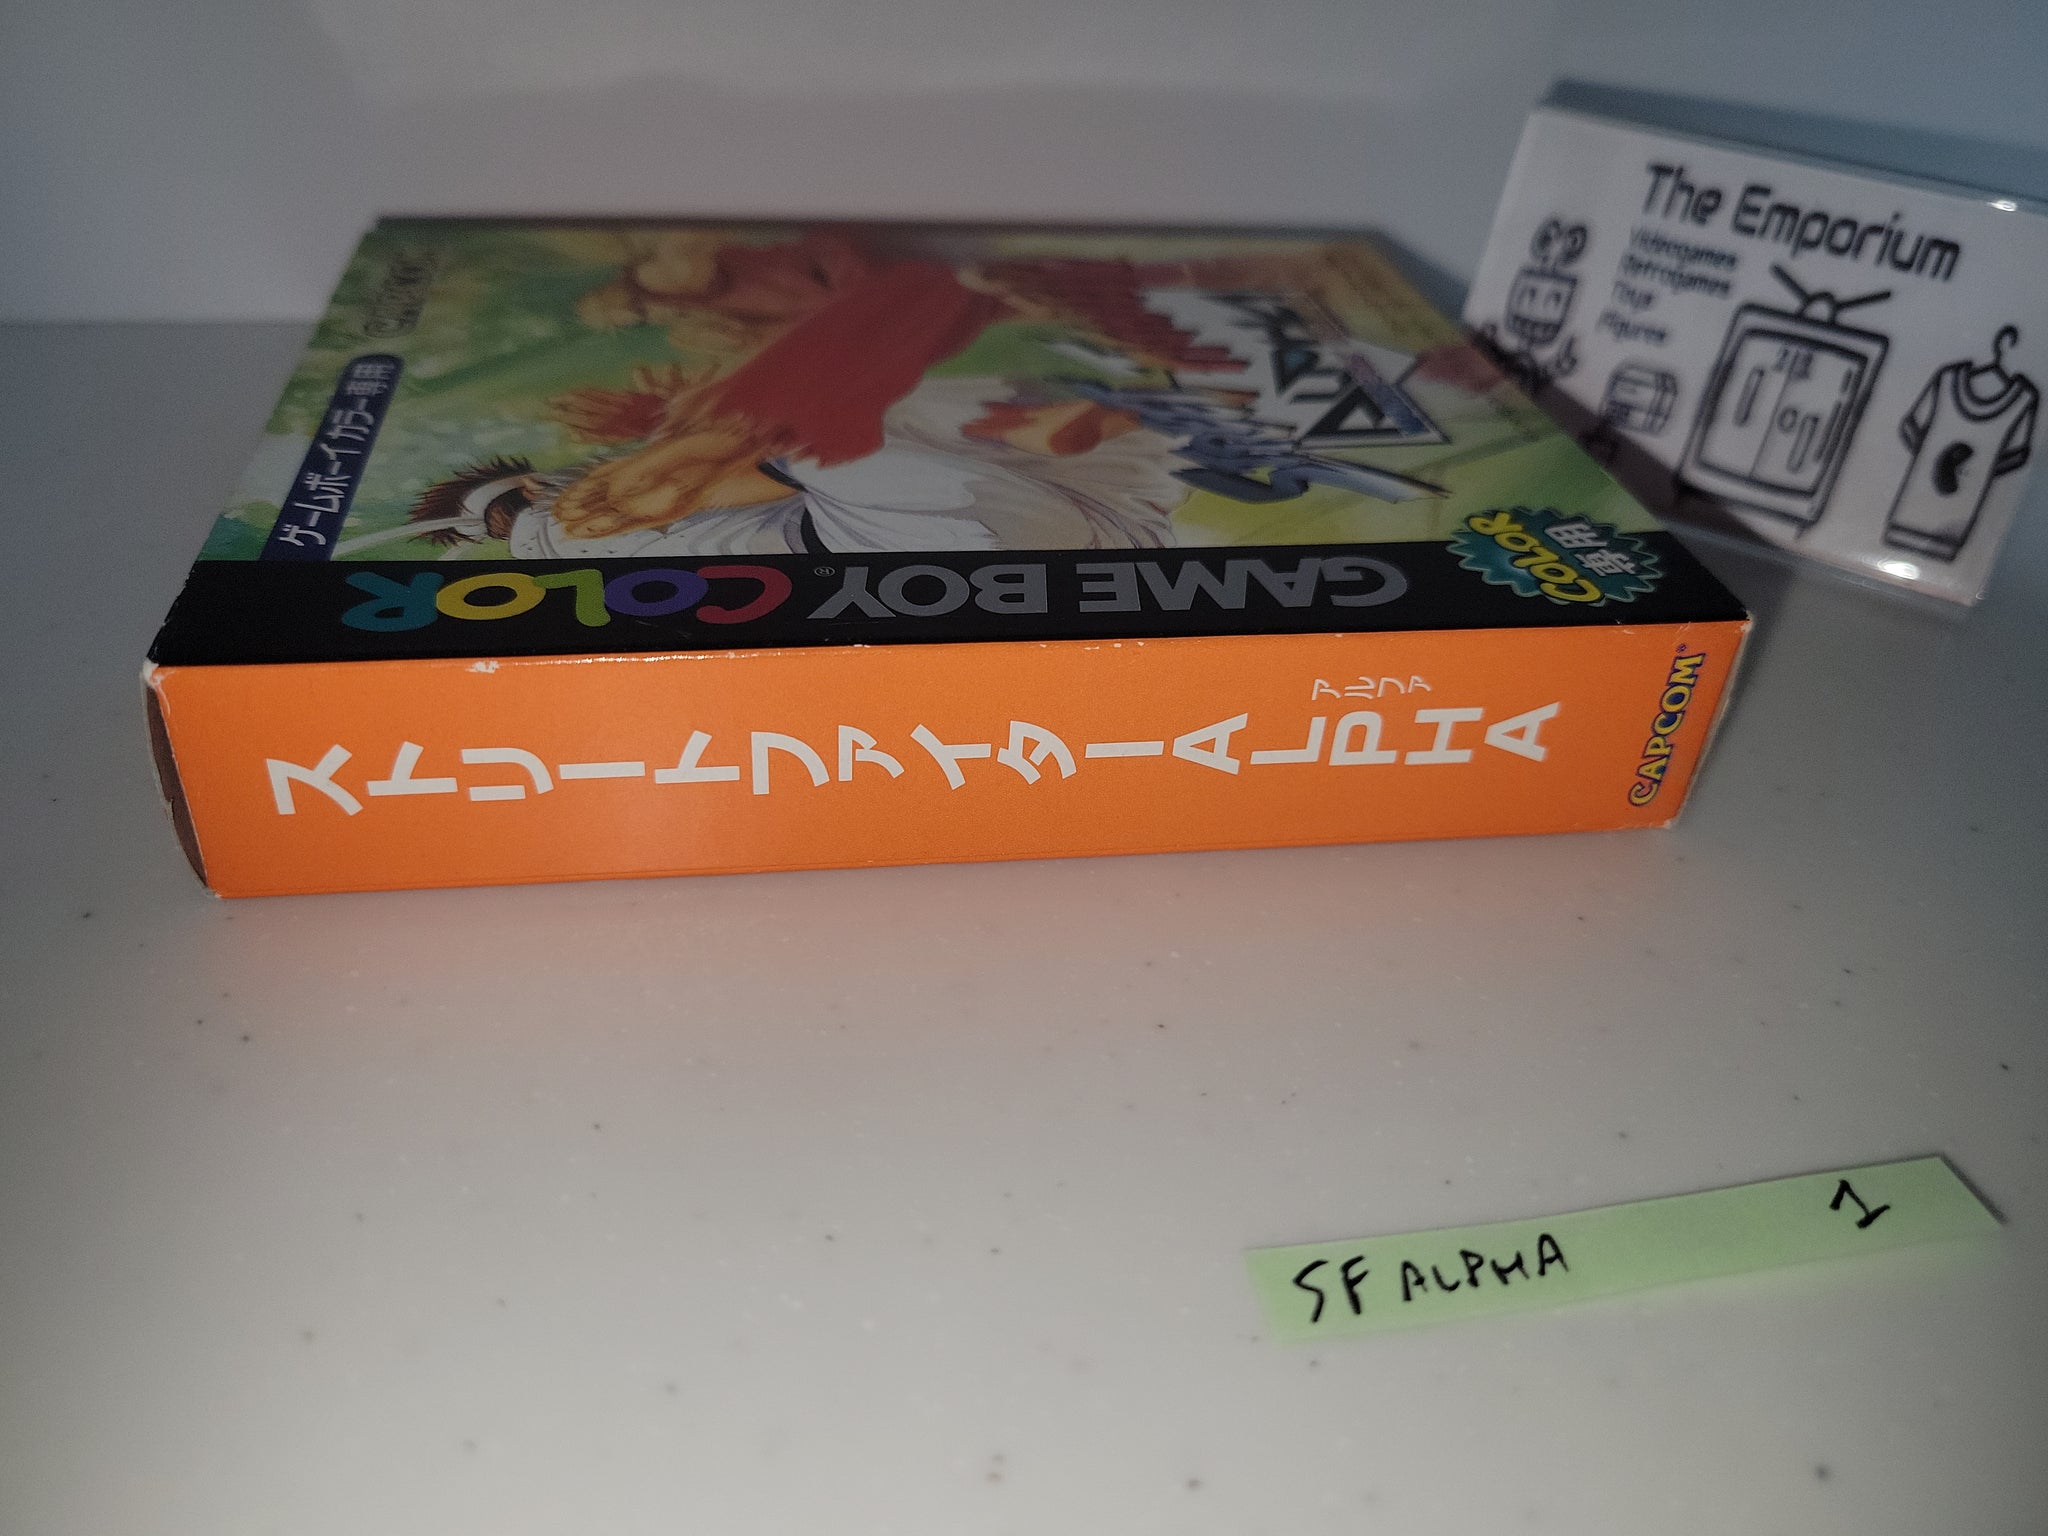 The Emporium
Videogames
Retrogames
Toys
Figures
CAPCOM
ゲームボーイカラー専用
GAME BOY COLOR®
COLOR
専用
ストリートファイターALPHA
アルファ
CAPCOM®
SF ALPHA 1